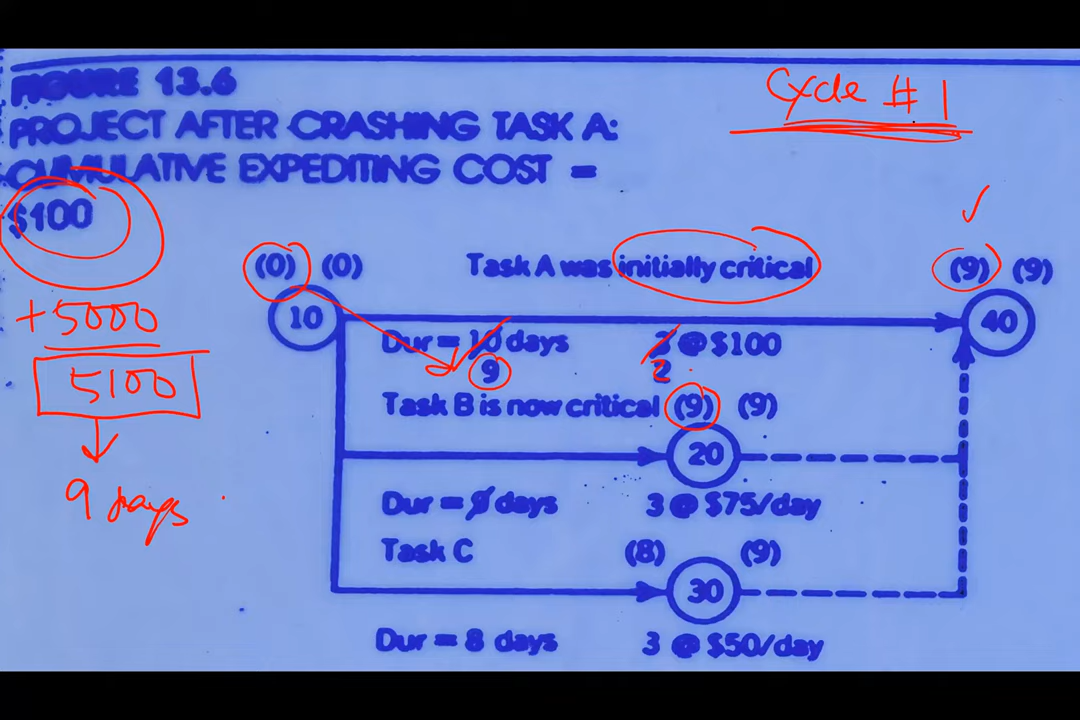 FIGURE 13.6
Cycle # 1
PROJECT AFTER CRASHING TASK A:
CUMULATIVE EXPEDITING COST =
$100
+5000
5100
9 days
(0) (0)
Task A was initially critical
(9) (9)
10
40
Dur = 10 days 3 @ $100
9 2
Task B is now critical (9) (9)
20
Dur = 9 days 3 @ $75/day
Task C (8) (9)
30
Dur = 8 days 3 @ $50/day